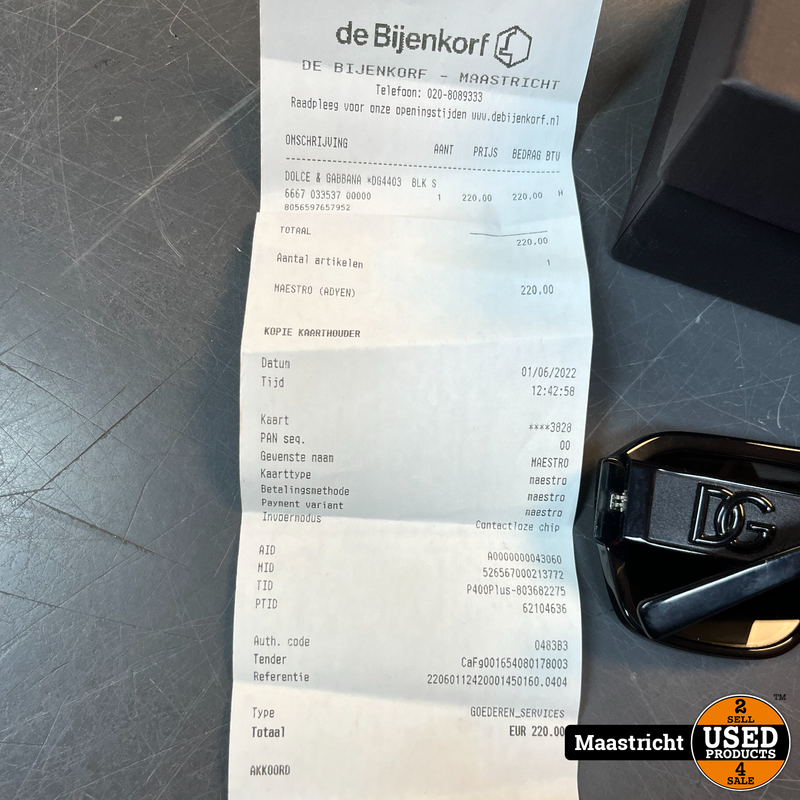 de Bijenkorf
DE BIJENKORF - MAASTRICHT
Telefoon: 020-8089333
Raadpleeg voor onze openingstijden www.debijenkorf.nl
OMSCHRIJVING AANT PRIJS BEDRAG BTW
DOLCE & GABBANA *DG4403 BLK S
6667 033537 00000 1 220.00 220.00 H
8056597657952
TOTAAL 220.00
Aantal artikelen 1
MAESTRO (ADYEN) 220.00
KOPIE KAARTHOUDER
Datum 01/06/2022
Tijd 12:42:58
Kaart ****3828
PAN seq. 00
Gewenste naam MAESTRO
Kaarttype maestro
Betalingsmethode maestro
Payment variant maestro
Invoermodus Contactloze chip
AID A0000000043060
MID 526567000213772
TID P400Plus-803682275
PTID 62104636
Auth. code 0483B3
Tender CaFg001654080178003
Referentie 22060112420001450160.0404
Type GOEDEREN_SERVICES
Totaal EUR 220.00
AKKOORD
DG
Maastricht
2
SELL
USED
PRODUCTS
4
SALE
TM